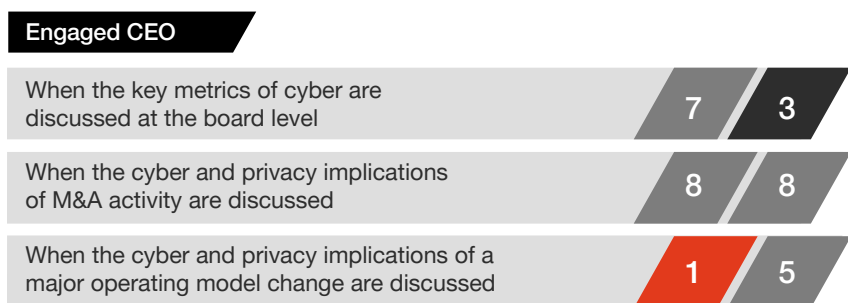 Engaged CEO
When the key metrics of cyber are
discussed at the board level
7 3
When the cyber and privacy implications
of M&A activity are discussed
8 8
When the cyber and privacy implications of a
major operating model change are discussed
1 5